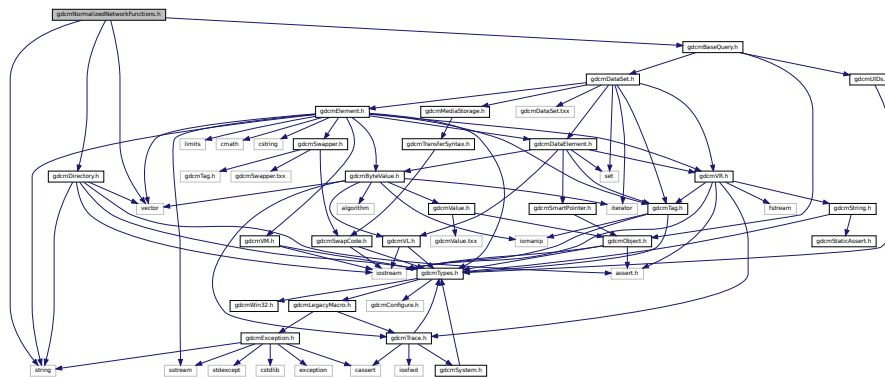 gdcmNormalizedNetworkFunctions.h
gdcmBaseQuery.h
gdcmDataSet.h
gdcmUIDs.
gdcmElement.h
gdcmMediaStorage.h
gdcmDataSet.txx
limits
cmath
cstring
gdcmSwapper.h
gdcmTransferSyntax.h
gdcmDataElement.h
gdcmDirectory.h
gdcmTag.h
gdcmSwapper.txx
gdcmByteValue.h
set
gdcmVR.h
vector
algorithm
gdcmValue.h
gdcmSmartPointer.h
iterator
gdcmTag.h
fstream
gdcmString.h
gdcmVM.h
gdcmSwapCode.h
gdcmVL.h
gdcmValue.txx
iomanip
gdcmObject.h
gdcmStaticAssert.h
iostream
gdcmTypes.h
assert.h
gdcmWin32.h
gdcmLegacyMacro.h
gdcmConfigure.h
gdcmException.h
gdcmTrace.h
string
sstream
stdexcept
cstdlib
exception
cassert
iosfwd
gdcmSystem.h